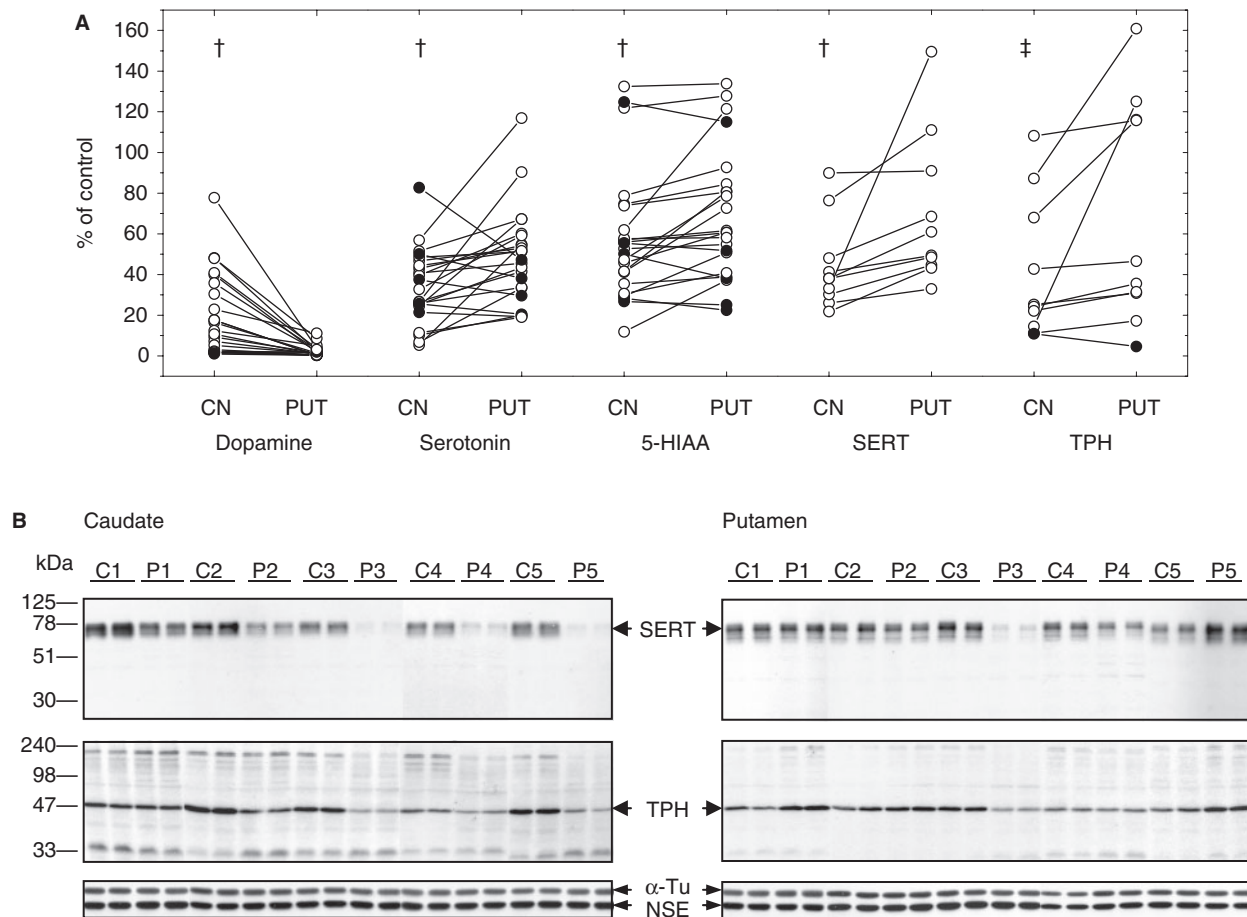 A
160
140
120
100
80
60
40
20
0
% of control
† † † † ‡
CN PUT CN PUT CN PUT CN PUT CN PUT
Dopamine Serotonin 5-HIAA SERT TPH
B Caudate Putamen
kDa C1 P1 C2 P2 C3 P3 C4 P4 C5 P5 C1 P1 C2 P2 C3 P3 C4 P4 C5 P5
125
78
51
30
SERT
240
98
47
33
TPH
α-Tu
NSE